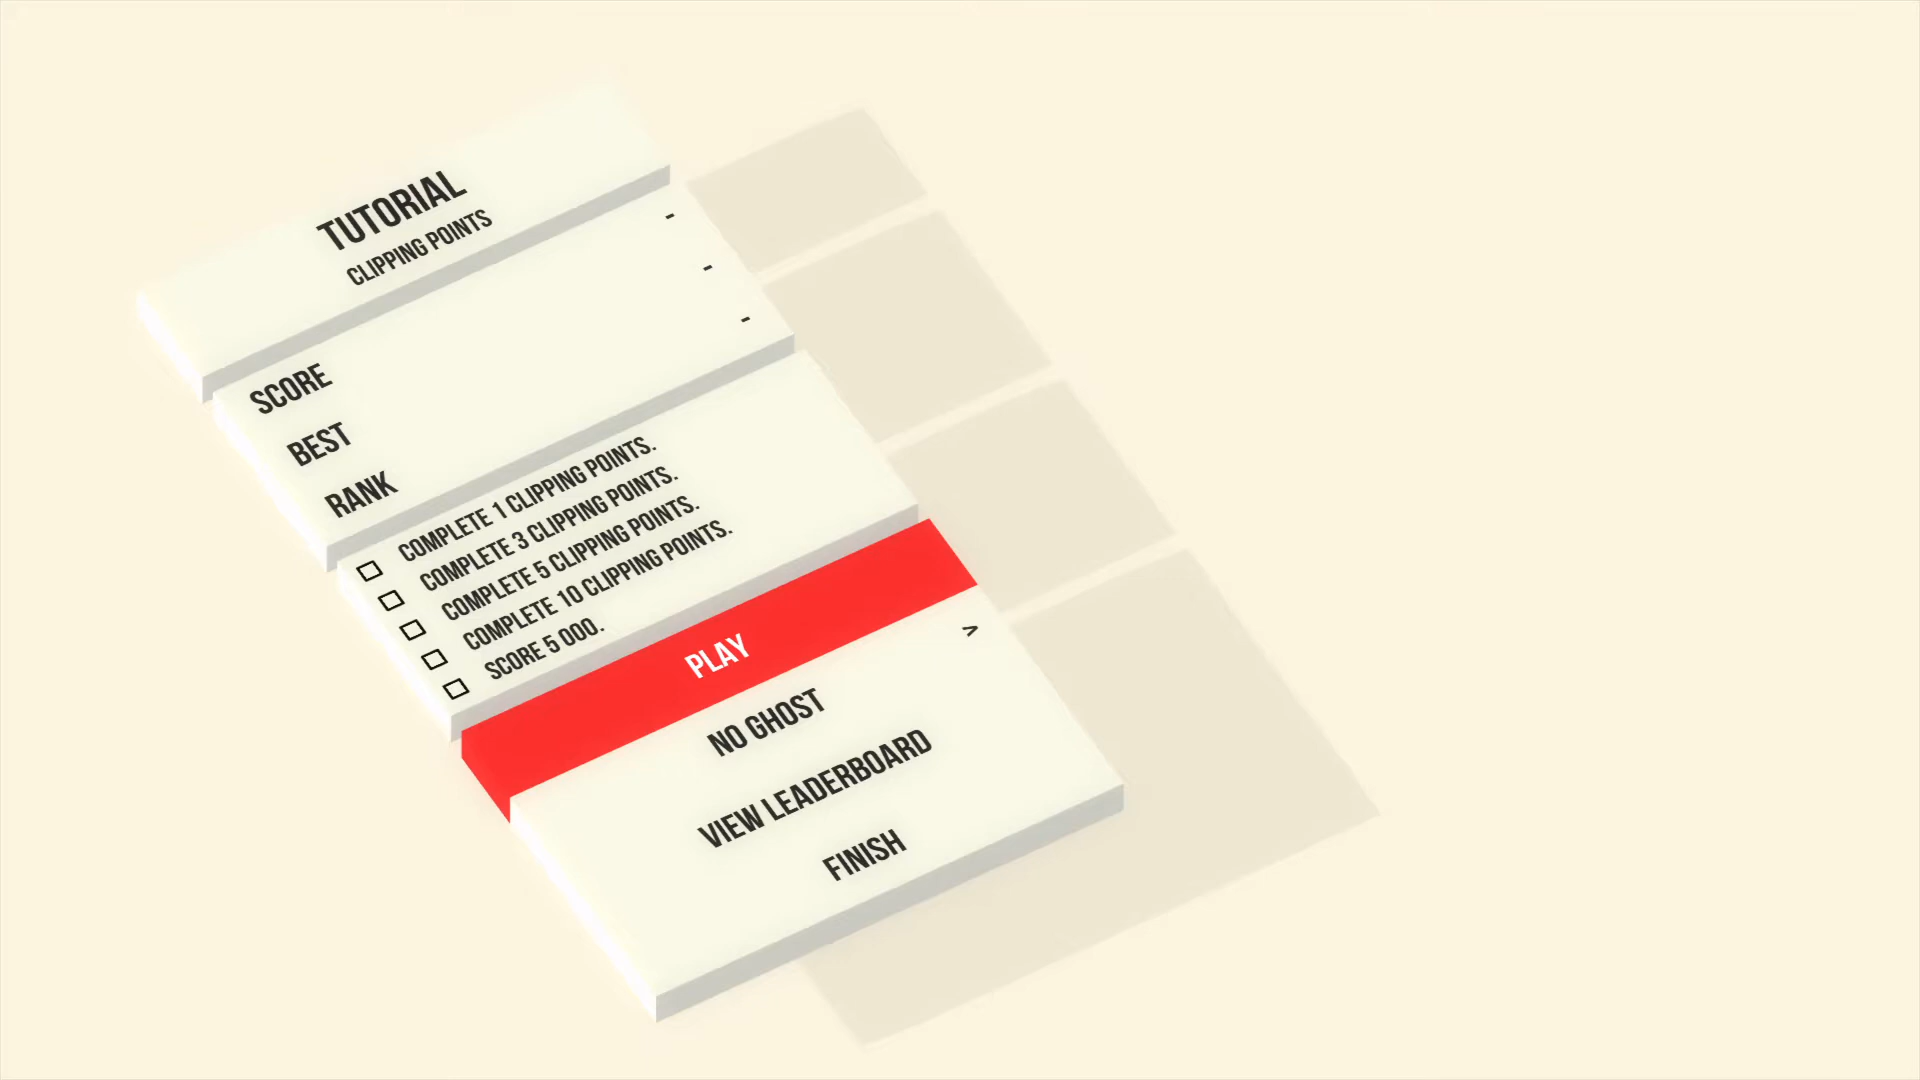 TUTORIAL
CLIPPING POINTS
SCORE -
BEST -
RANK -
COMPLETE 1 CLIPPING POINTS.
COMPLETE 3 CLIPPING POINTS.
COMPLETE 5 CLIPPING POINTS.
COMPLETE 10 CLIPPING POINTS.
SCORE 5 000.
PLAY
NO GHOST >
VIEW LEADERBOARD
FINISH